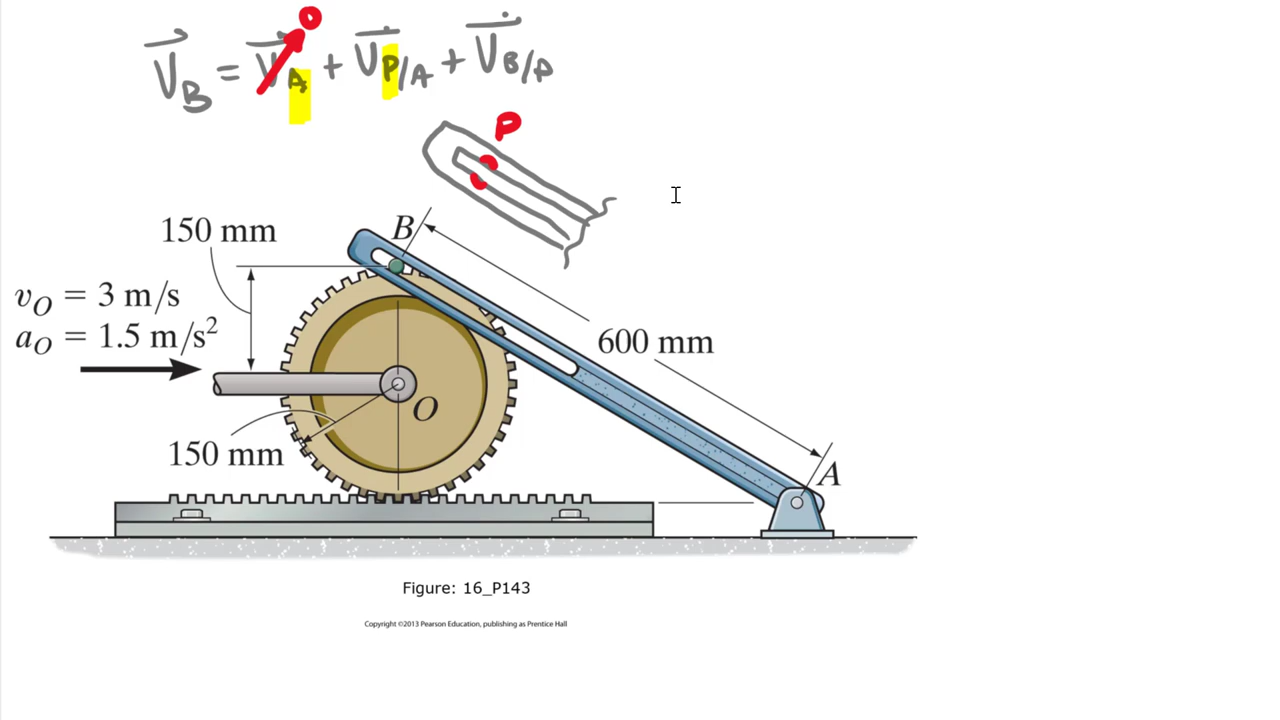 V_B = V_A O + V_P/A + V_B/P
P
150 mm
B
v_O = 3 m/s
a_O = 1.5 m/s²
600 mm
O
150 mm
A
Figure: 16_P143
Copyright ©2013 Pearson Education, publishing as Prentice Hall